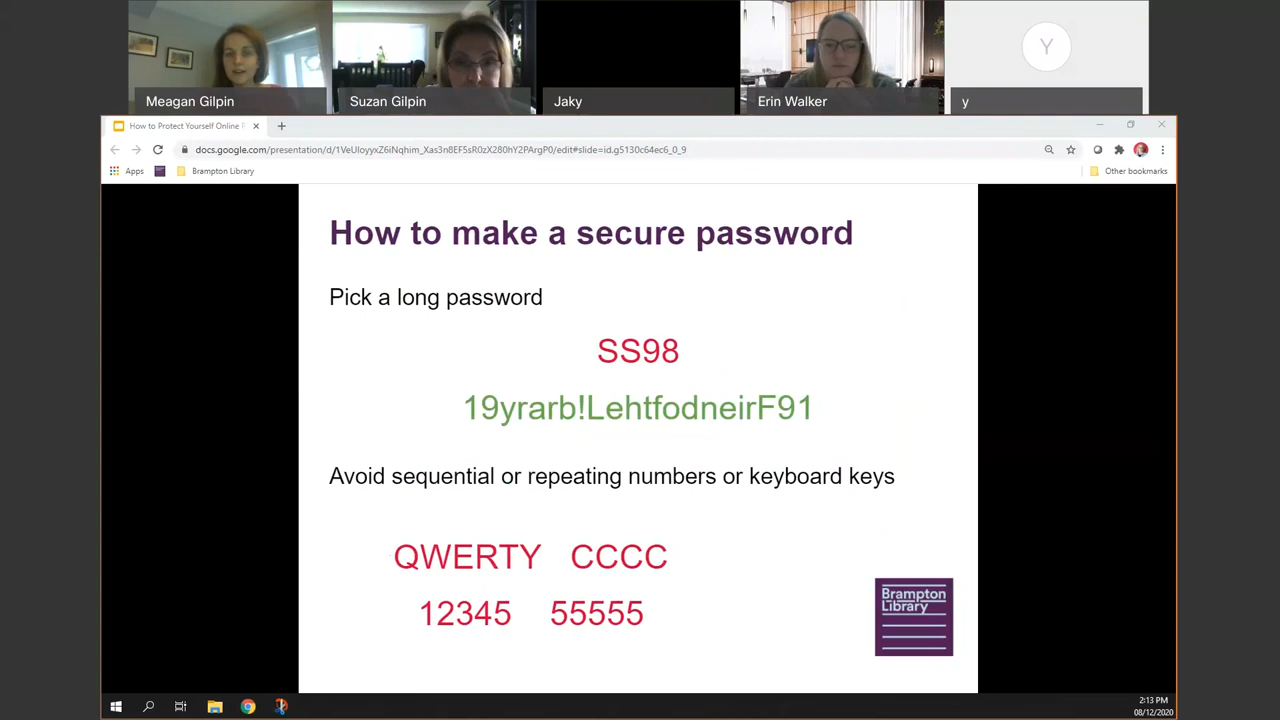 Meagan Gilpin
Suzan Gilpin
Jaky
Erin Walker
Y
y
How to Protect Yourself Online
docs.google.com/presentation/d/1VeUIoyyxZ6iNqhim_Xas3n8EF5sR0zX280hY2PArgP0/edit#slide=id.g5130c64ec6_0_9
Apps
Brampton Library
Other bookmarks
How to make a secure password
Pick a long password
SS98
19yrarb!LehtfodneirF91
Avoid sequential or repeating numbers or keyboard keys
QWERTY CCCC
12345 55555
Brampton
Library
2:13 PM
08/12/2020